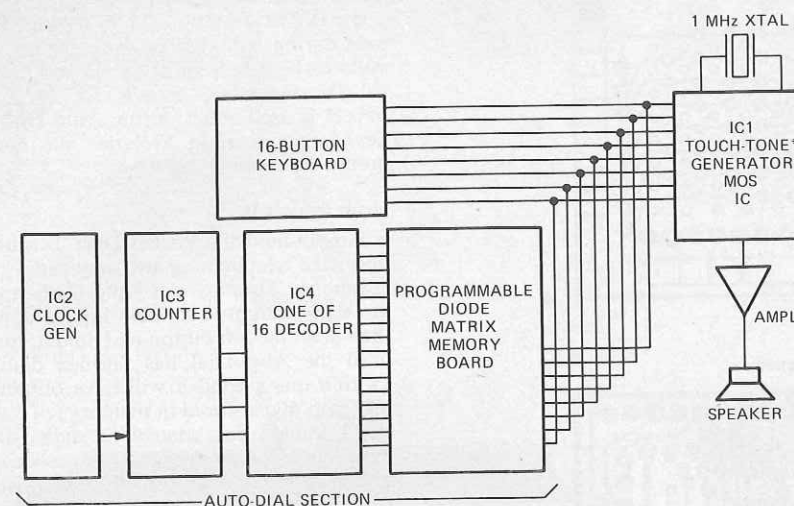 1 MHz XTAL
16-BUTTON
KEYBOARD
IC1
TOUCH-TONE*
GENERATOR
MOS
IC
IC2
CLOCK
GEN
IC3
COUNTER
IC4
ONE OF
16 DECODER
PROGRAMMABLE
DIODE
MATRIX
MEMORY
BOARD
AMPL
SPEAKER
AUTO-DIAL SECTION